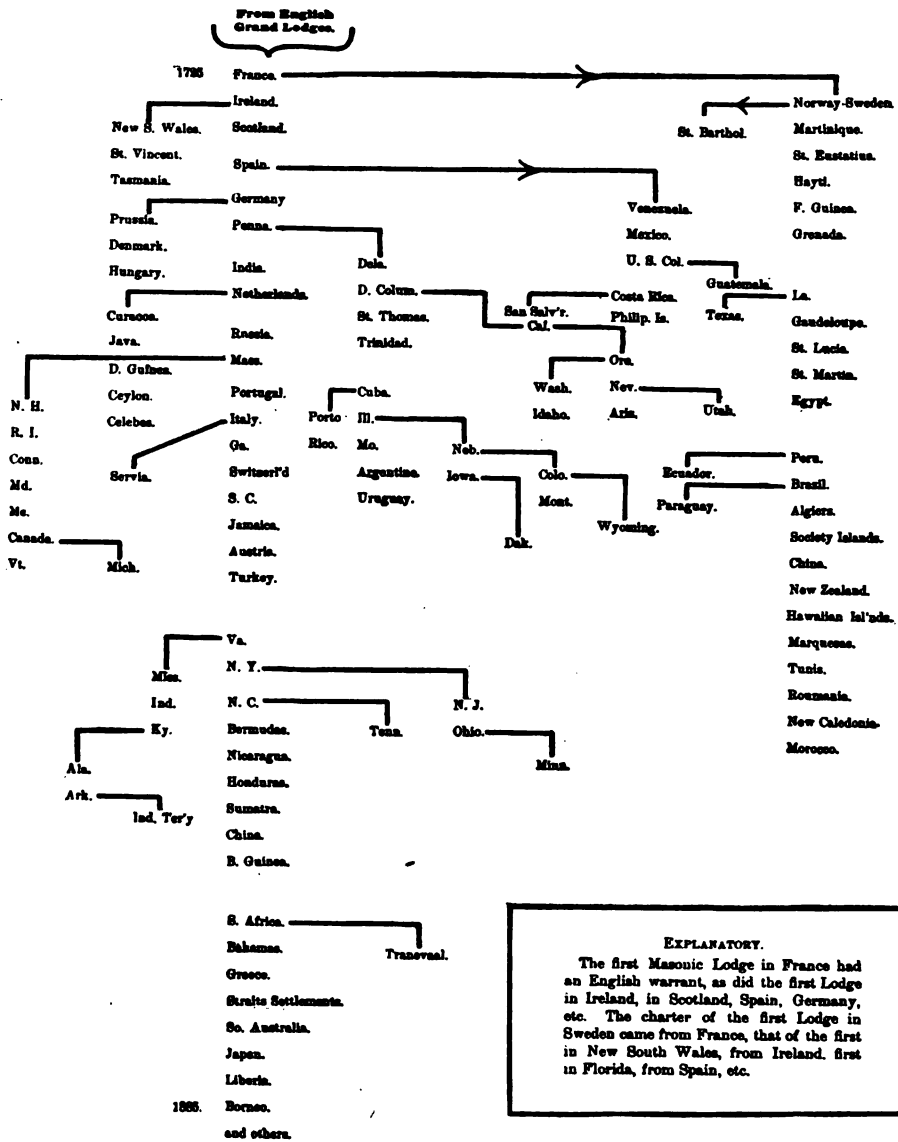 From English
Grand Lodges.
1725 France.
Ireland. Norway-Sweden.
New S. Wales. Scotland. St. Barthol. Martinique.
St. Vincent. Spain. St. Eustatius.
Tasmania. Hayti.
Germany Venezuela. F. Guinea.
Prussia. Penna. Mexico. Grenada.
Denmark. Dela. U. S. Col.
Hungary. India. Guatemala.
Netherlands. D. Colum. Costa Rica. La.
Curacoa. St. Thomas. San Salv'r. Philip. Is. Texas. Gaudeloupe.
Java. Russia. Trinidad. Cal. St. Lucia.
Mass. Ore. St. Martin.
D. Guinea. Wash. Nev. Egypt.
Ceylon. Portugal. Cuba. Idaho. Aris. Utah.
N. H. Celebes. Italy. Porto Ill.
R. I. Ga. Rico. Mo. Neb. Peru.
Conn. Servia. Switzerl'd Argentina. Iowa. Colo. Ecuador. Brazil.
Md. S. C. Uruguay. Mont. Paraguay. Algiers.
Me. Jamaica. Wyoming. Society Islands.
Canada. Austria. Dak. China.
Vt. Mich. Turkey. New Zealand.
Hawaiian Isl'nds.
Va. Marquesas.
Miss. N. Y. Tunis.
Ind. N. C. N. J. Roumania.
Ky. Bermudas. Tenn. Ohio. New Caledonia.
Ala. Nicaragua. Minn. Morocco.
Ark. Honduras.
Ind. Ter'y Sumatra.
China.
B. Guinea.
S. Africa.
Bahamas. Transvaal.
Greece.
Straits Settlements.
So. Australia.
Japan.
Liberia.
1885. Borneo.
and others.
EXPLANATORY.
The first Masonic Lodge in France had
an English warrant, as did the first Lodge
in Ireland, in Scotland, Spain, Germany,
etc. The charter of the first Lodge in
Sweden came from France, that of the first
in New South Wales, from Ireland. first
in Florida, from Spain, etc.